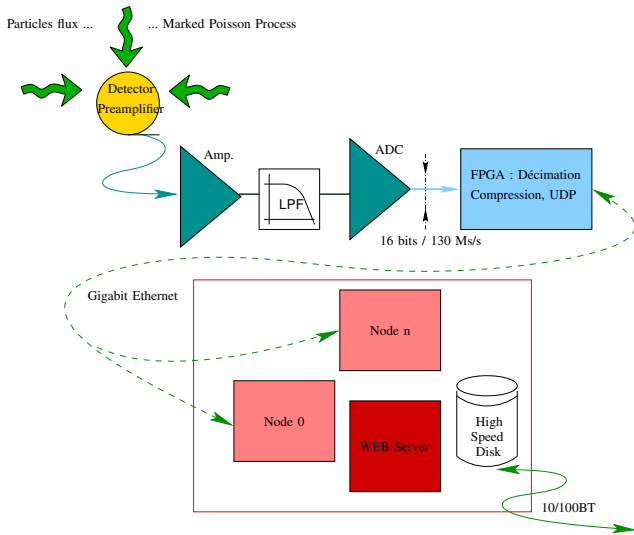 Particles flux ... ... Marked Poisson Process
Detector
Preamplifier
Amp.
ADC
LPF
FPGA : Décimation
Compression, UDP
16 bits / 130 Ms/s
Gigabit Ethernet
Node n
Node 0
WEB Server
High
Speed
Disk
10/100BT